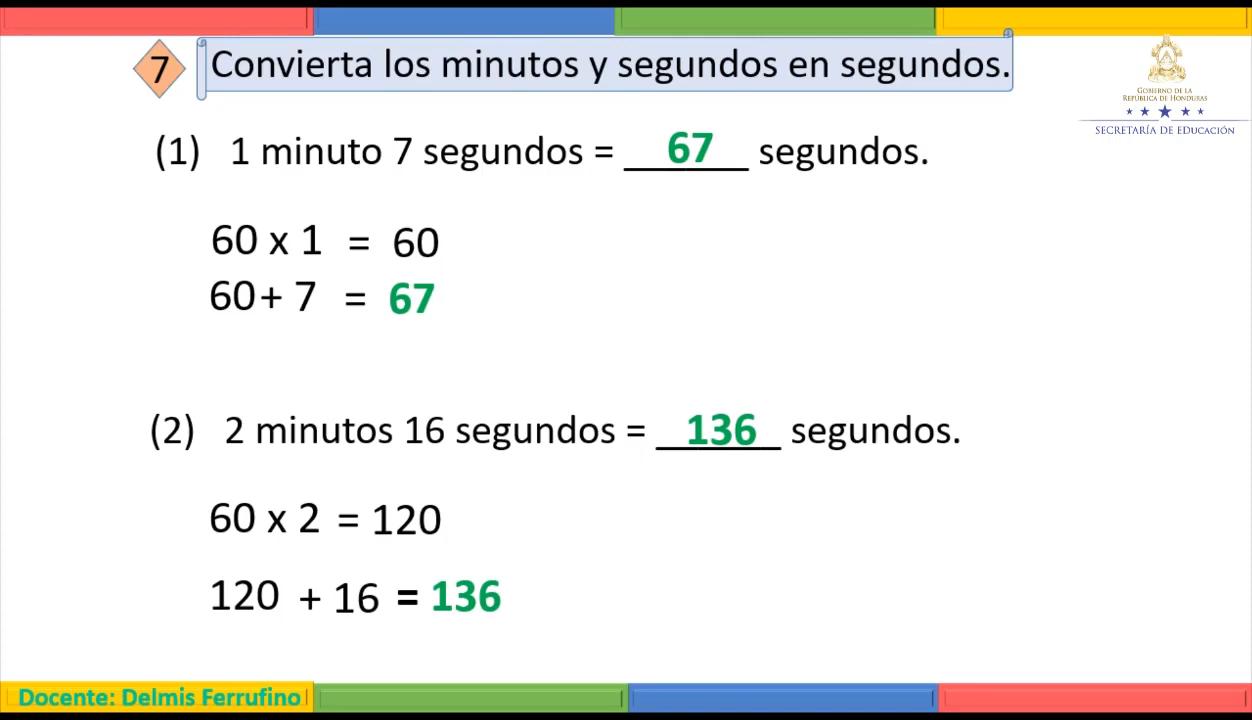 7 Convierta los minutos y segundos en segundos.
GOBIERNO DE LA
REPÚBLICA DE HONDURAS
SECRETARÍA DE EDUCACIÓN
(1) 1 minuto 7 segundos = 67 segundos.
60 x 1 = 60
60 + 7 = 67
(2) 2 minutos 16 segundos = 136 segundos.
60 x 2 = 120
120 + 16 = 136
Docente: Delmis Ferrufino